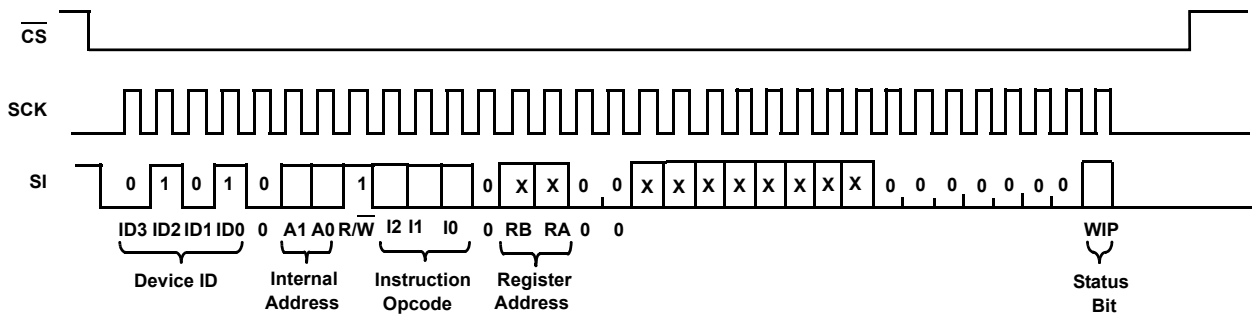 CS
SCK
SI
0 1 0 1 0 1 0 X X 0 0 X X X X X X X X 0 0 0 0 0 0 0
ID3 ID2 ID1 ID0 0 A1 A0 R/W I2 I1 I0 0 RB RA 0 0 WIP
Device ID
Internal Address
Instruction Opcode
Register Address
Status Bit